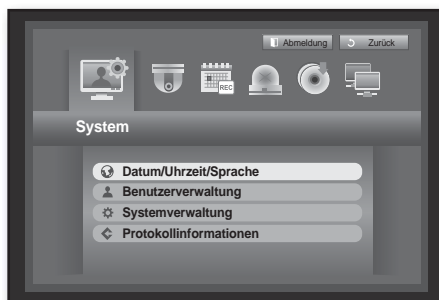 Abmeldung Zurück
REC
System
Datum/Uhrzeit/Sprache
Benutzerverwaltung
Systemverwaltung
Protokollinformationen